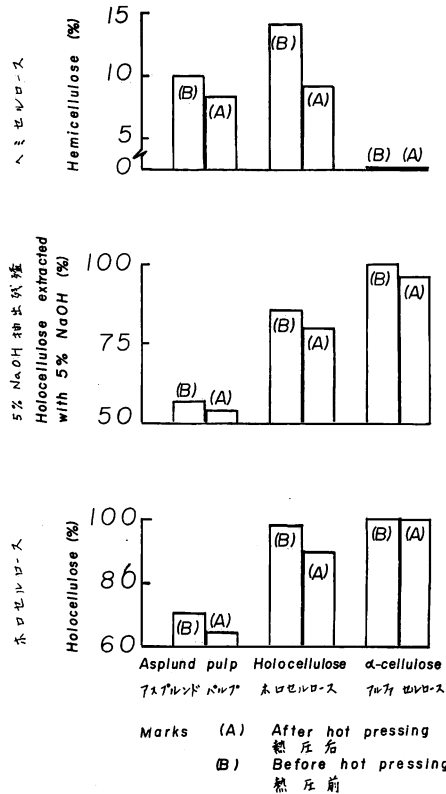 ヘミセルロース
Hemicellulose (%)
15
10
5
0
(B)
(A)
(B)
(A)
(B) (A)
5% NaOH 抽出残渣
Holocellulose extracted
with 5% NaOH (%)
100
75
50
(B)
(A)
(B)
(A)
(B)
(A)
ホロセルロース
Holocellulose (%)
100
80
60
(B)
(A)
(B)
(A)
(B)
(A)
Asplund pulp
Holocellulose
α-cellulose
アスプルンド パルプ
ホロセルロース
アルファ セルロース
Marks (A) After hot pressing
熱圧后
(B) Before hot pressing
熱圧前